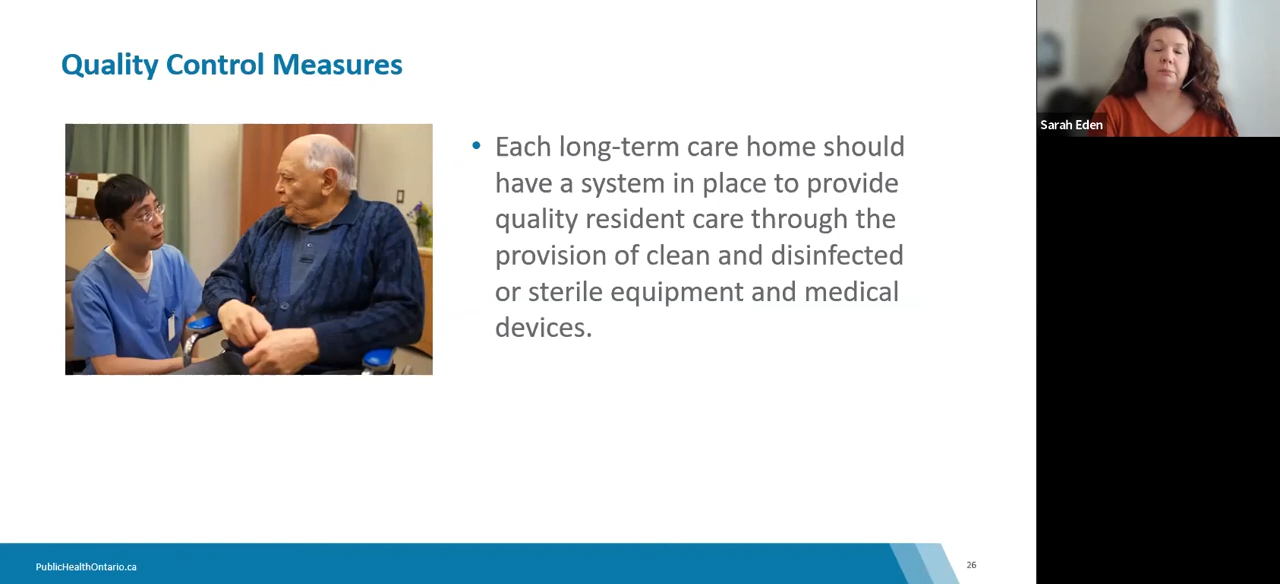 Quality Control Measures
Sarah Eden
• Each long-term care home should
have a system in place to provide
quality resident care through the
provision of clean and disinfected
or sterile equipment and medical
devices.
PublicHealthOntario.ca
26